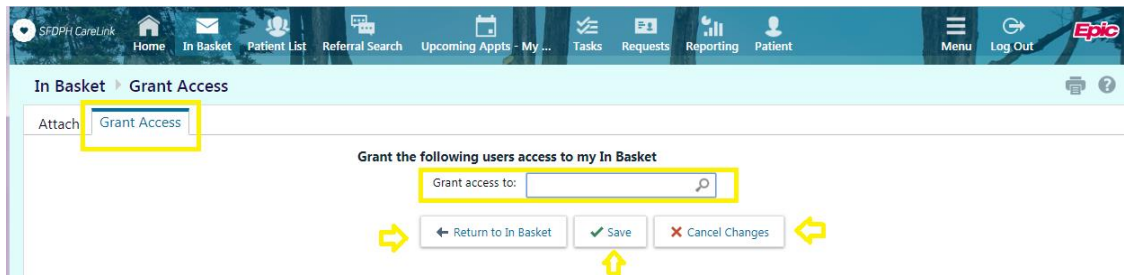 SFDPH CareLink
Home In Basket Patient List Referral Search Upcoming Appts - My ... Tasks Requests Reporting Patient Menu Log Out Epic
In Basket Grant Access
Attach Grant Access
Grant the following users access to my In Basket
Grant access to:
Return to In Basket Save Cancel Changes